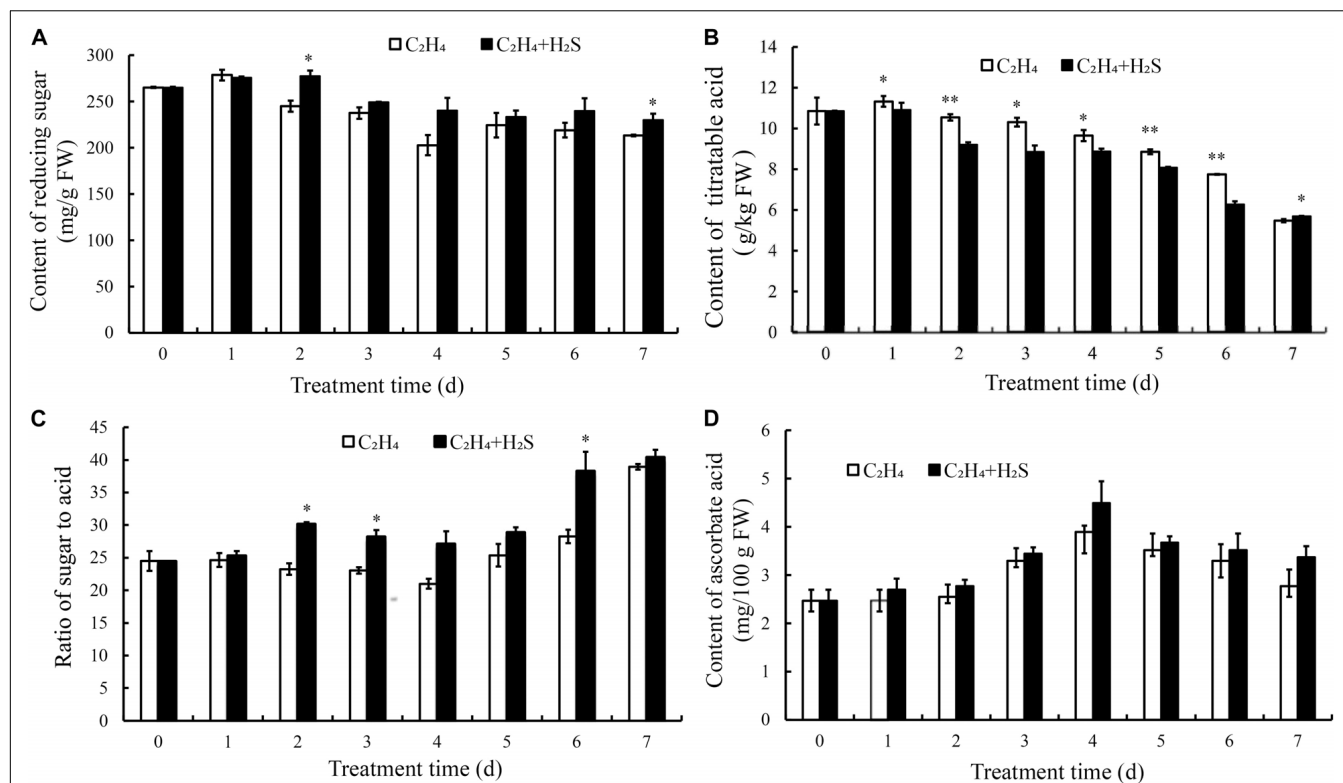 A
C₂H₄ C₂H₄+H₂S
Content of reducing sugar
(mg/g FW)
300
250
200
150
100
250
0
*
*
0 1 2 3 4 5 6 7
Treatment time (d)
B
C₂H₄ C₂H₄+H₂S
Content of titratable acid
( g/kg FW)
14
12
10
8
6
4
2
0
*
**
*
*
**
**
*
0 1 2 3 4 5 6 7
Treatment time (d)
C
C₂H₄ C₂H₄+H₂S
Ratio of sugar to acid
45
40
35
30
25
20
15
10
5
0
*
*
*
0 1 2 3 4 5 6 7
Treatment time (d)
D
C₂H₄ C₂H₄+H₂S
Content of ascorbate acid
(mg/100 g FW)
6
5
4
3
2
1
0
0 1 2 3 4 5 6 7
Treatment time (d)